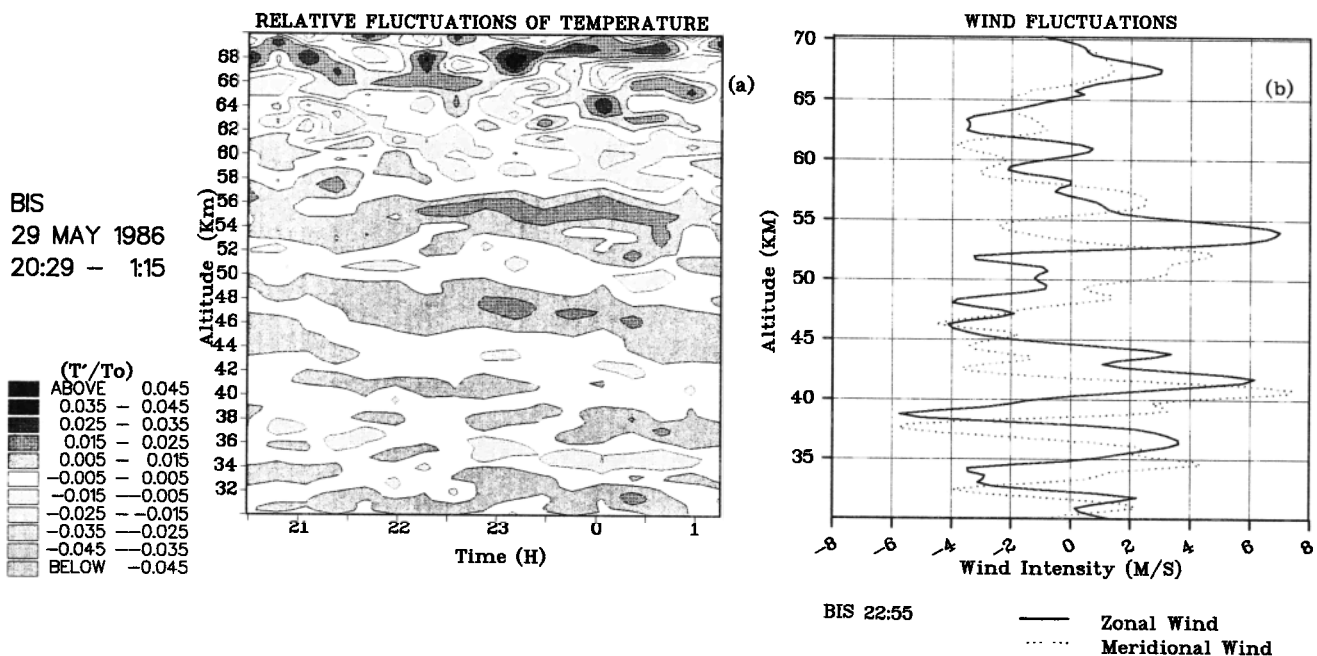 RELATIVE FLUCTUATIONS OF TEMPERATURE
68
66
64
62
60
58
56
54
52
50
48
46
44
42
40
38
36
34
32
Altitude (Km)
21 22 23 0 1
Time (H)
(a)
BIS
29 MAY 1986
20:29 - 1:15
(T'/To)
ABOVE 0.045
0.035 - 0.045
0.025 - 0.035
0.015 - 0.025
0.005 - 0.015
-0.005 - 0.005
-0.015 --0.005
-0.025 --0.015
-0.035 --0.025
-0.045 --0.035
BELOW -0.045
WIND FLUCTUATIONS
70
65
60
55
50
45
40
35
Altitude (KM)
(b)
-8 -6 -4 -2 0 2 4 6 8
Wind Intensity (M/S)
BIS 22:55
Zonal Wind
Meridional Wind